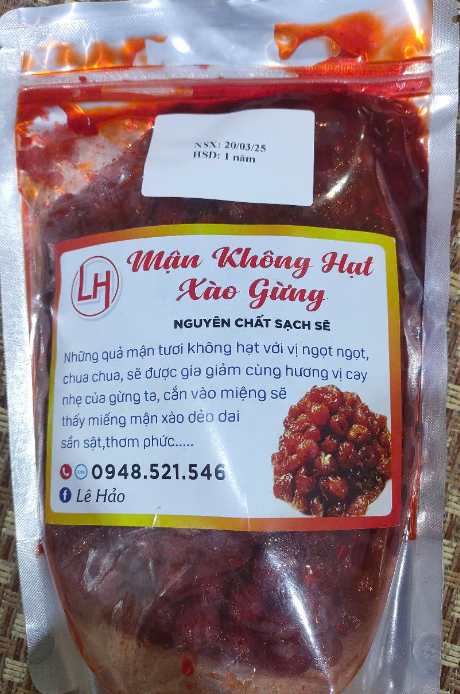 NSX: 20/03/25
HSD: 1 năm
LH
Mận Không Hạt
Xào Gừng
NGUYÊN CHẤT SẠCH SẼ
Những quả mận tươi không hạt với vị ngọt ngọt,
chua chua, sẽ được gia giảm cùng hương vị cay
nhẹ của gừng ta, cắn vào miệng sẽ
thấy miếng mận xào dẻo dai
sần sật,thơm phức.....
0948.521.546
Lê Hảo